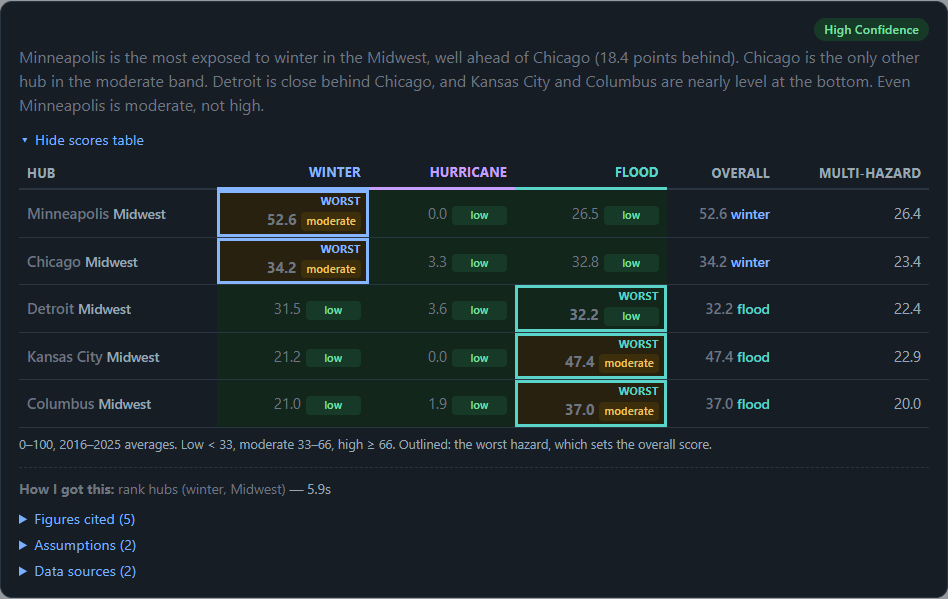 High Confidence
Minneapolis is the most exposed to winter in the Midwest, well ahead of Chicago (18.4 points behind). Chicago is the only other
hub in the moderate band. Detroit is close behind Chicago, and Kansas City and Columbus are nearly level at the bottom. Even
Minneapolis is moderate, not high.
▼ Hide scores table
HUB WINTER HURRICANE FLOOD OVERALL MULTI-HAZARD
WORST
Minneapolis Midwest 52.6 moderate 0.0 low 26.5 low 52.6 winter 26.4
WORST
Chicago Midwest 34.2 moderate 3.3 low 32.8 low 34.2 winter 23.4
WORST
Detroit Midwest 31.5 low 3.6 low 32.2 low 32.2 flood 22.4
WORST
Kansas City Midwest 21.2 low 0.0 low 47.4 moderate 47.4 flood 22.9
WORST
Columbus Midwest 21.0 low 1.9 low 37.0 moderate 37.0 flood 20.0
0–100, 2016–2025 averages. Low < 33, moderate 33–66, high ≥ 66. Outlined: the worst hazard, which sets the overall score.
How I got this: rank hubs (winter, Midwest) — 5.9s
▶ Figures cited (5)
▶ Assumptions (2)
▶ Data sources (2)